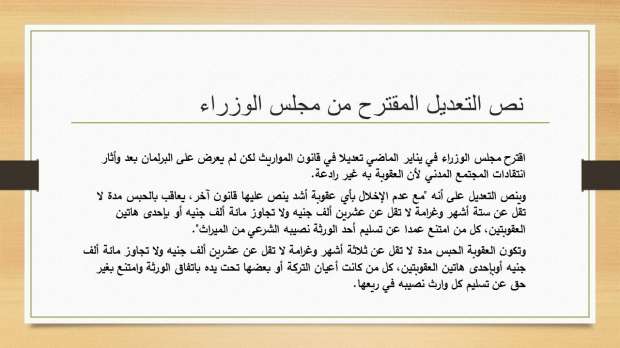 نص التعديل المقترح من مجلس الوزراء
اقترح مجلس الوزراء في يناير الماضي تعديلا في قانون المواريث لكن لم يعرض على البرلمان بعد وأثار
انتقادات المجتمع المدني لأن العقوبة به غير رادعة.
وينص التعديل على أنه "مع عدم الإخلال بأي عقوبة أشد ينص عليها قانون آخر، يعاقب بالحبس مدة لا
تقل عن ستة أشهر وغرامة لا تقل عن عشرين ألف جنيه ولا تجاوز مائة ألف جنيه أو بإحدى هاتين
العقوبتين، كل من امتنع عمدا عن تسليم أحد الورثة نصيبه الشرعي من الميراث".
وتكون العقوبة الحبس مدة لا تقل عن ثلاثة أشهر وغرامة لا تقل عن عشرين ألف جنيه ولا تجاوز مائة ألف
جنيه أوبإحدى هاتين العقوبتين، كل من كانت أعيان التركة أو بعضها تحت يده باتفاق الورثة وامتنع بغير
حق عن تسليم كل وارث نصيبه في ريعها.